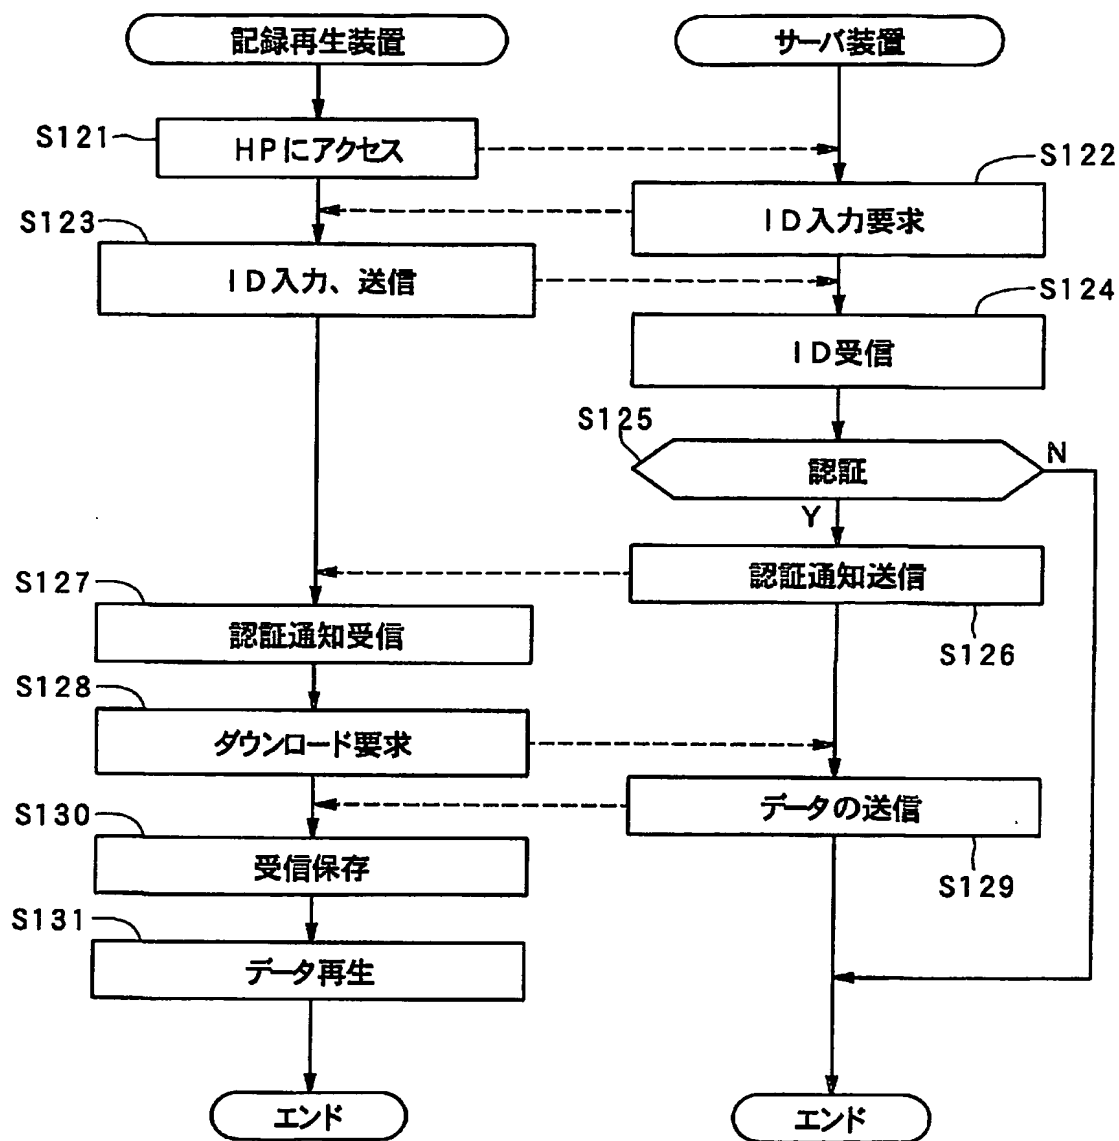 記録再生装置
サーバ装置
S121
HPにアクセス
S122
ID入力要求
S123
ID入力、送信
S124
ID受信
S125
認証
N
Y
認証通知送信
S126
S127
認証通知受信
S128
ダウンロード要求
データの送信
S129
S130
受信保存
S131
データ再生
エンド
エンド